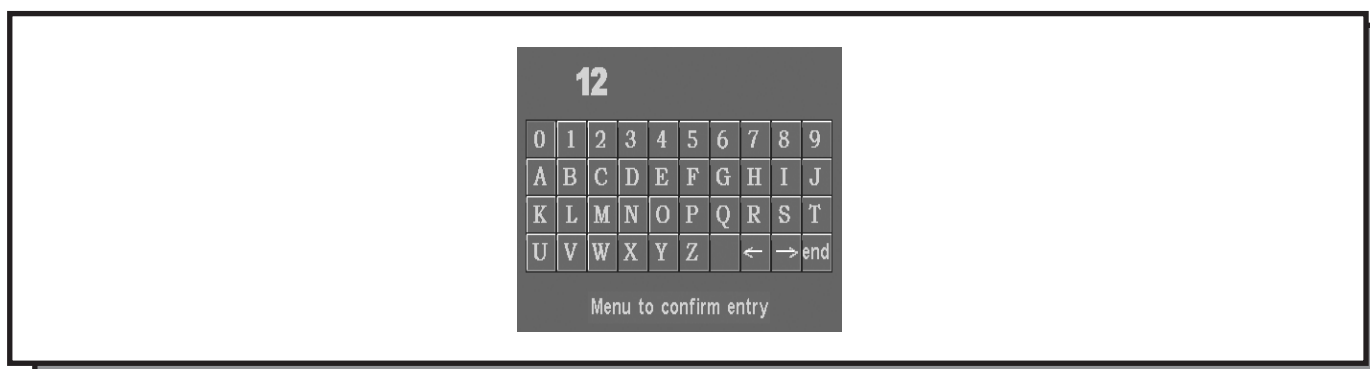 12
0 1 2 3 4 5 6 7 8 9
A B C D E F G H I J
K L M N O P Q R S T
U V W X Y Z ← → end
Menu to confirm entry